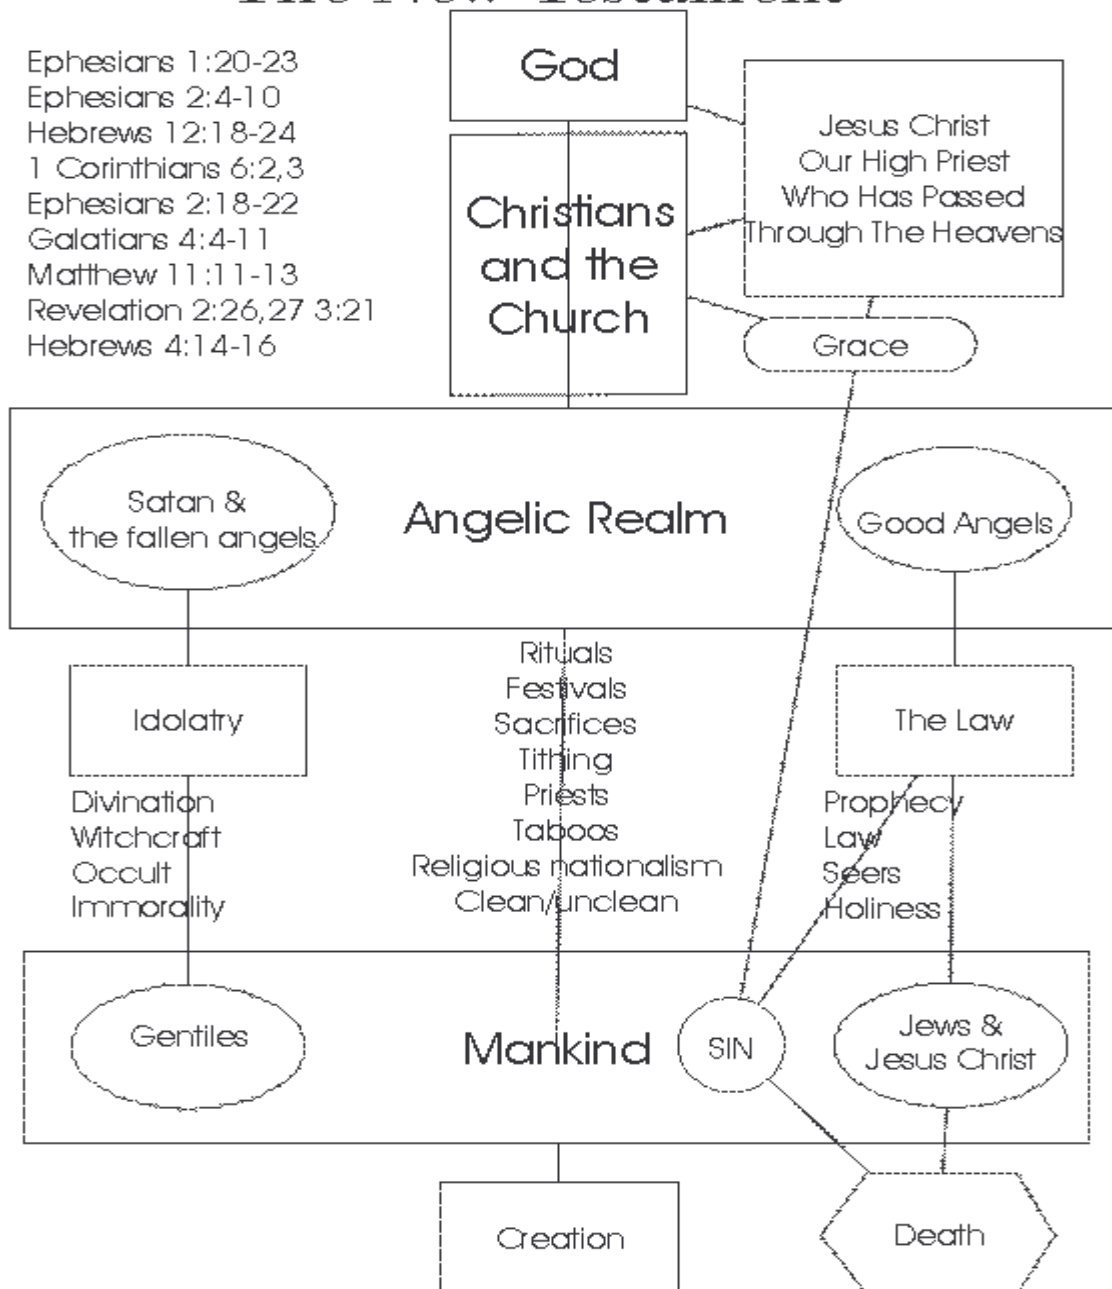 The New Testament
God
Ephesians 1:20-23
Ephesians 2:4-10
Hebrews 12:18-24
1 Corinthians 6:2,3
Ephesians 2:18-22
Galatians 4:4-11
Matthew 11:11-13
Revelation 2:26,27 3:21
Hebrews 4:14-16
Christians
and the
Church
Jesus Christ
Our High Priest
Who Has Passed
Through The Heavens
Grace
Satan &
the fallen angels
Angelic Realm
Good Angels
Idolatry
Divination
Witchcraft
Occult
Immorality
Rituals
Festivals
Sacrifices
Tithing
Priests
Taboos
Religious nationalism
Clean/unclean
The Law
Prophecy
Law
Seers
Holiness
Gentiles
Mankind
SIN
Jews &
Jesus Christ
Creation
Death